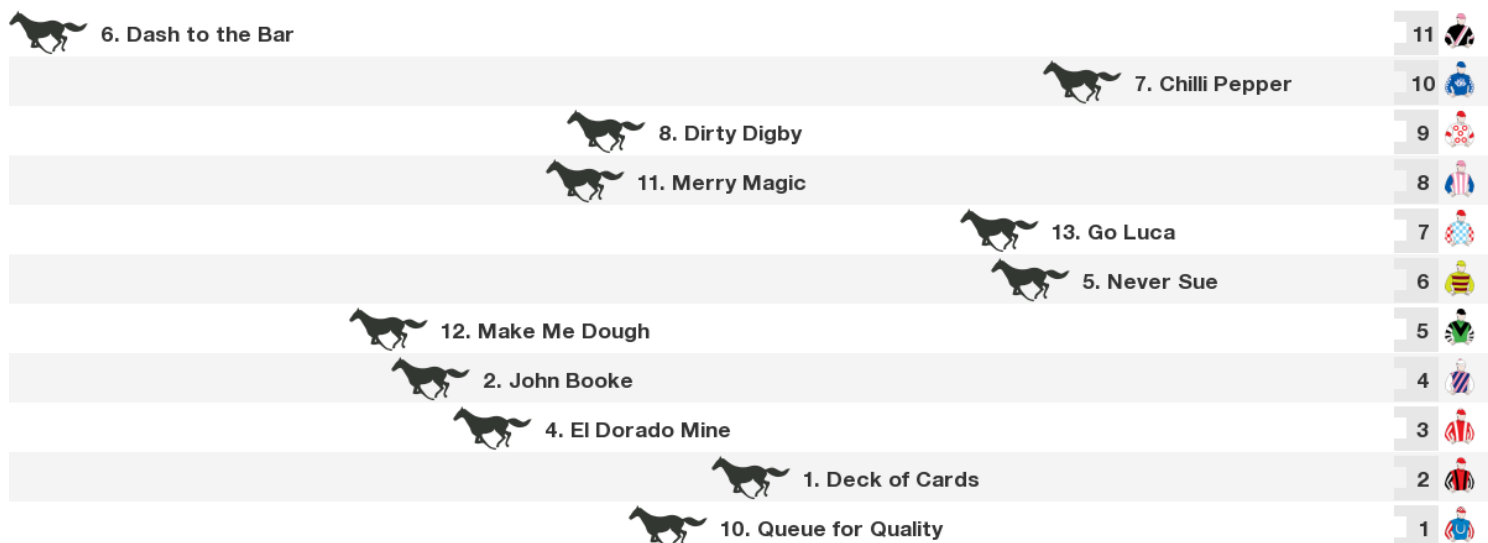 6. Dash to the Bar 11
7. Chilli Pepper 10
8. Dirty Digby 9
11. Merry Magic 8
13. Go Luca 7
5. Never Sue 6
12. Make Me Dough 5
2. John Booke 4
4. El Dorado Mine 3
1. Deck of Cards 2
10. Queue for Quality 1